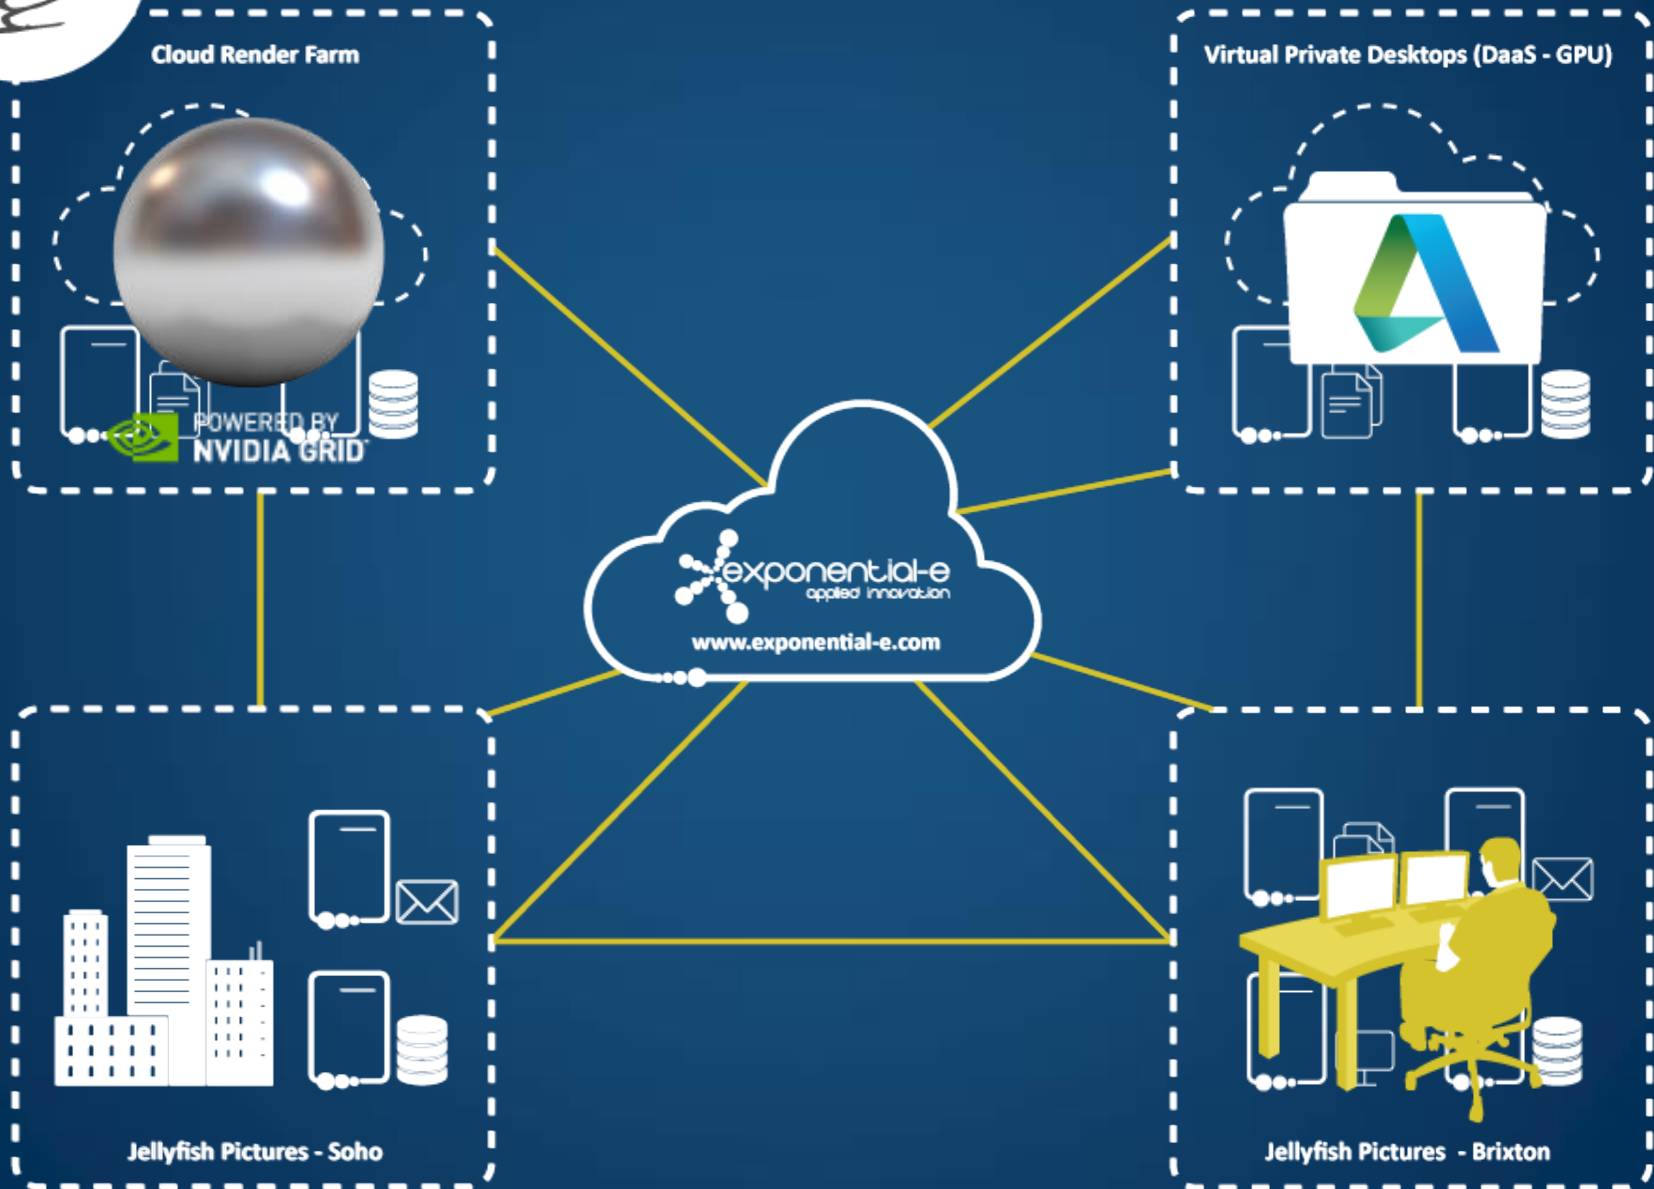 Cloud Render Farm
Virtual Private Desktops (DaaS - GPU)
POWERED BY
NVIDIA GRID
exponential-e
applied innovation
www.exponential-e.com
Jellyfish Pictures - Soho
Jellyfish Pictures - Brixton